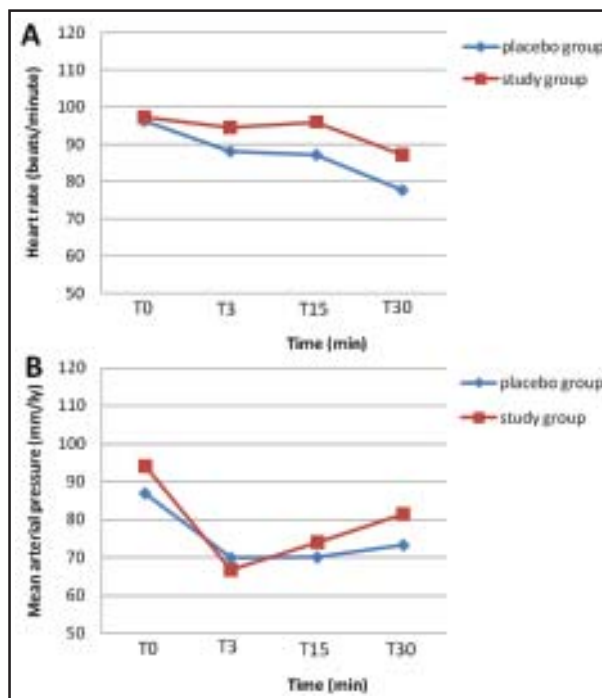 A
120
110
100
90
80
70
60
50
Heart rate (beats/minute)
T0
T3
T15
T30
Time (min)
placebo group
study group
B
120
110
100
90
80
70
60
50
Mean arterial pressure (mm/ly)
T0
T3
T15
T30
Time (min)
placebo group
study group